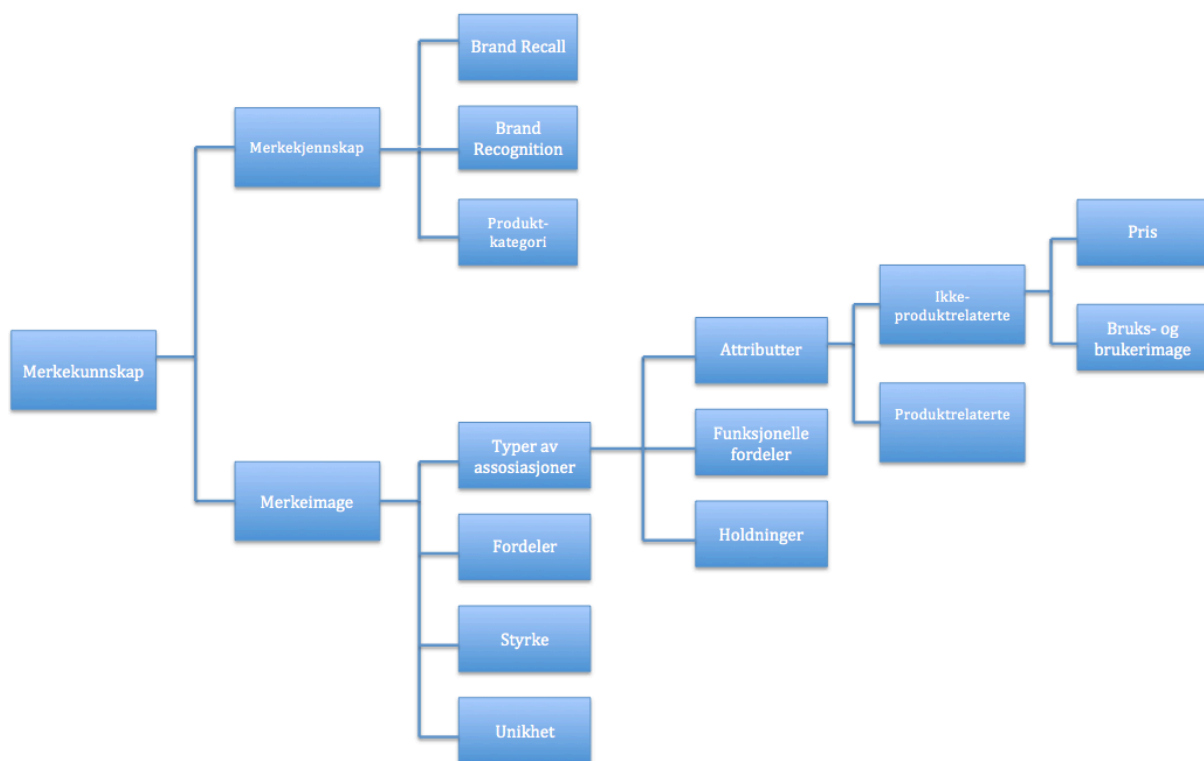 Brand Recall
Merkekjennskap
Brand
Recognition
Produkt-
kategori
Merkekunnskap
Merkeimage
Typer av
assosiasjoner
Fordeler
Styrke
Unikhet
Attributter
Funksjonelle
fordeler
Holdninger
Ikke-
produktrelaterte
Produktrelaterte
Pris
Bruks- og
brukerimage